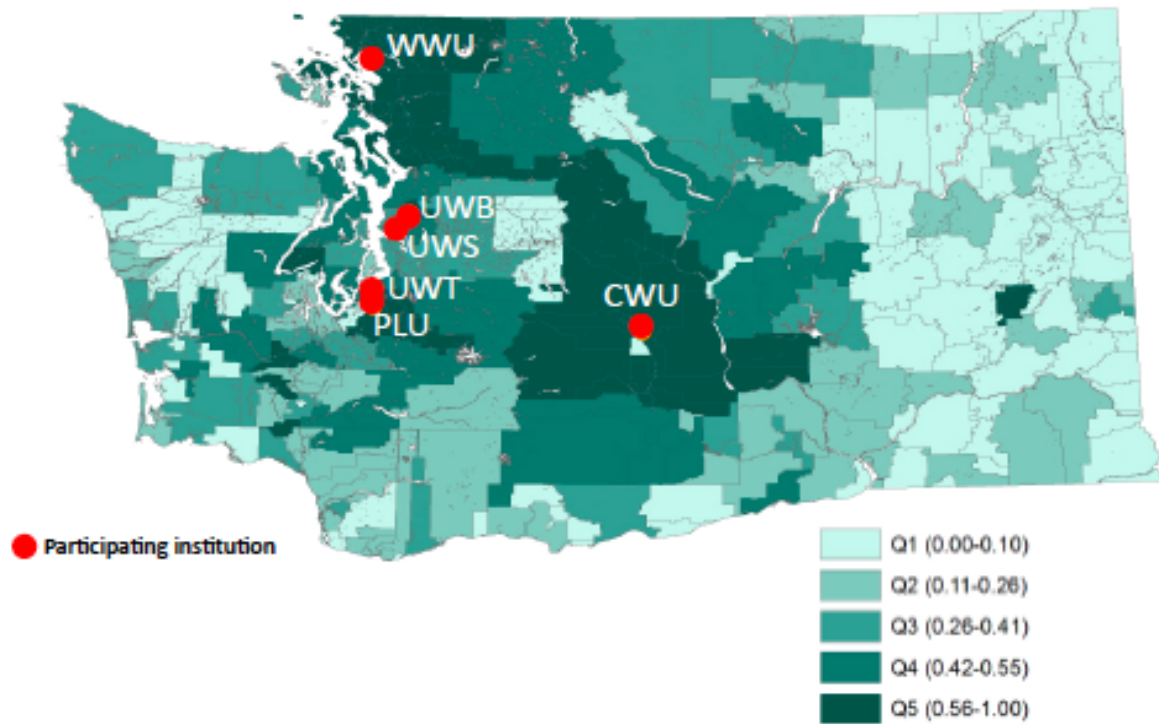 WWU
UWB
UWS
UWT
CWU
PLU
Participating institution
Q1 (0.00-0.10)
Q2 (0.11-0.26)
Q3 (0.26-0.41)
Q4 (0.42-0.55)
Q5 (0.56-1.00)